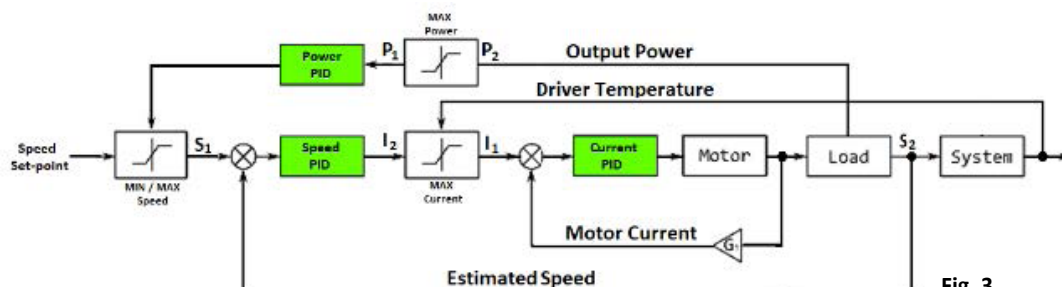 MAX
Power
Power
PID
P1
P2
Output Power
Driver Temperature
Speed
Set-point
S1
Speed
PID
I2
I1
Current
PID
Motor
Load
S2
System
MIN / MAX
Speed
MAX
Current
Motor Current
Estimated Speed
Fig. 3